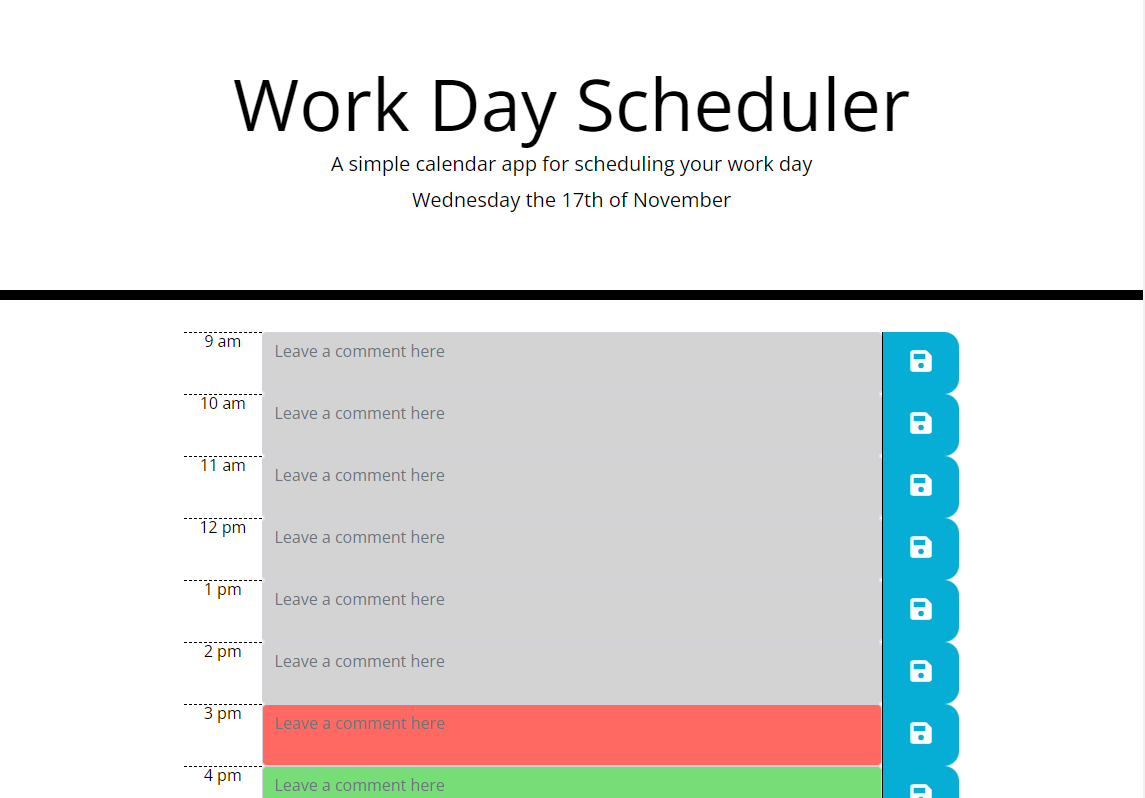 Work Day Scheduler
A simple calendar app for scheduling your work day
Wednesday the 17th of November
9 am
Leave a comment here
10 am
Leave a comment here
11 am
Leave a comment here
12 pm
Leave a comment here
1 pm
Leave a comment here
2 pm
Leave a comment here
3 pm
Leave a comment here
4 pm
Leave a comment here